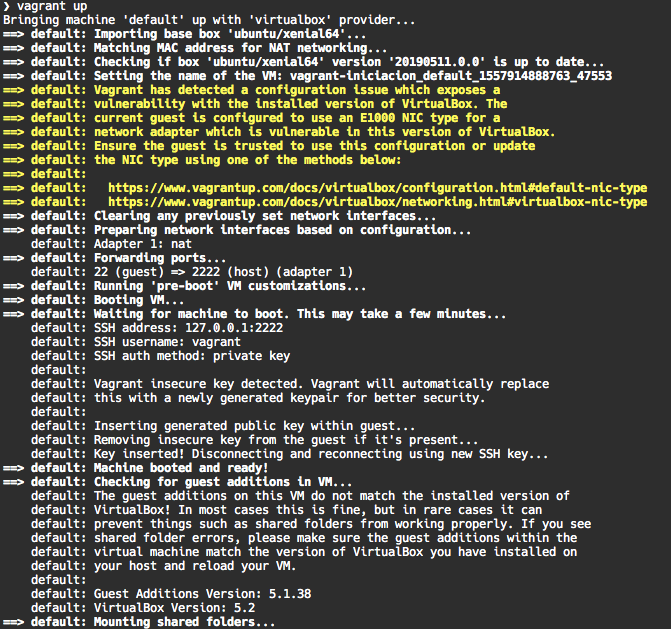 ❯ vagrant up
Bringing machine 'default' up with 'virtualbox' provider...
==> default: Importing base box 'ubuntu/xenial64'...
==> default: Matching MAC address for NAT networking...
==> default: Checking if box 'ubuntu/xenial64' version '20190511.0.0' is up to date...
==> default: Setting the name of the VM: vagrant-iniciacion_default_1557914888763_47553
==> default: Vagrant has detected a configuration issue which exposes a
==> default: vulnerability with the installed version of VirtualBox. The
==> default: current guest is configured to use an E1000 NIC type for a
==> default: network adapter which is vulnerable in this version of VirtualBox.
==> default: Ensure the guest is trusted to use this configuration or update
==> default: the NIC type using one of the methods below:
==> default:
==> default:   https://www.vagrantup.com/docs/virtualbox/configuration.html#default-nic-type
==> default:   https://www.vagrantup.com/docs/virtualbox/networking.html#virtualbox-nic-type
==> default: Clearing any previously set network interfaces...
==> default: Preparing network interfaces based on configuration...
    default: Adapter 1: nat
==> default: Forwarding ports...
    default: 22 (guest) => 2222 (host) (adapter 1)
==> default: Running 'pre-boot' VM customizations...
==> default: Booting VM...
==> default: Waiting for machine to boot. This may take a few minutes...
    default: SSH address: 127.0.0.1:2222
    default: SSH username: vagrant
    default: SSH auth method: private key
    default:
    default: Vagrant insecure key detected. Vagrant will automatically replace
    default: this with a newly generated keypair for better security.
    default:
    default: Inserting generated public key within guest...
    default: Removing insecure key from the guest if it's present...
    default: Key inserted! Disconnecting and reconnecting using new SSH key...
==> default: Machine booted and ready!
==> default: Checking for guest additions in VM...
    default: The guest additions on this VM do not match the installed version of
    default: VirtualBox! In most cases this is fine, but in rare cases it can
    default: prevent things such as shared folders from working properly. If you see
    default: shared folder errors, please make sure the guest additions within the
    default: virtual machine match the version of VirtualBox you have installed on
    default: your host and reload your VM.
    default:
    default: Guest Additions Version: 5.1.38
    default: VirtualBox Version: 5.2
==> default: Mounting shared folders...